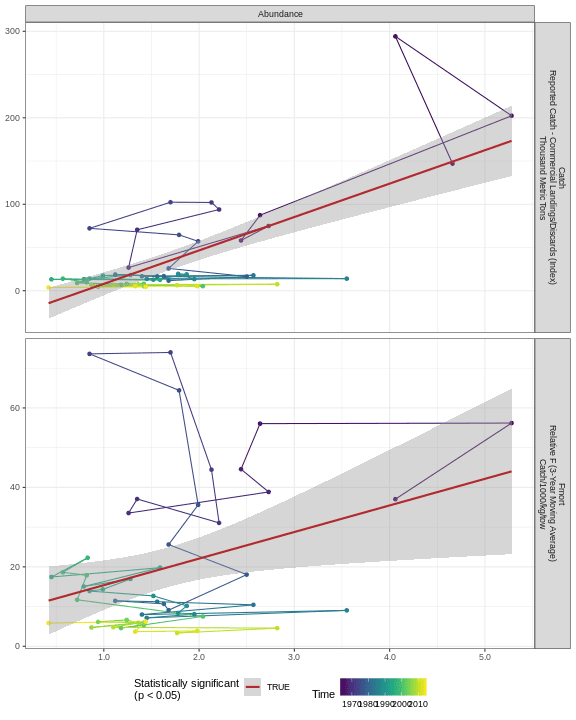 Abundance
300
200
100
0
Catch
Reported Catch - Commercial Landings/Discards (Index)
Thousand Metric Tons
60
40
20
0
Fmort
Relative F (3-Year Moving Average)
Catch/1000/kg/tow
1.0 2.0 3.0 4.0 5.0
Statistically significant
(p < 0.05)
TRUE
Time
1970 1980 1990 2000 2010